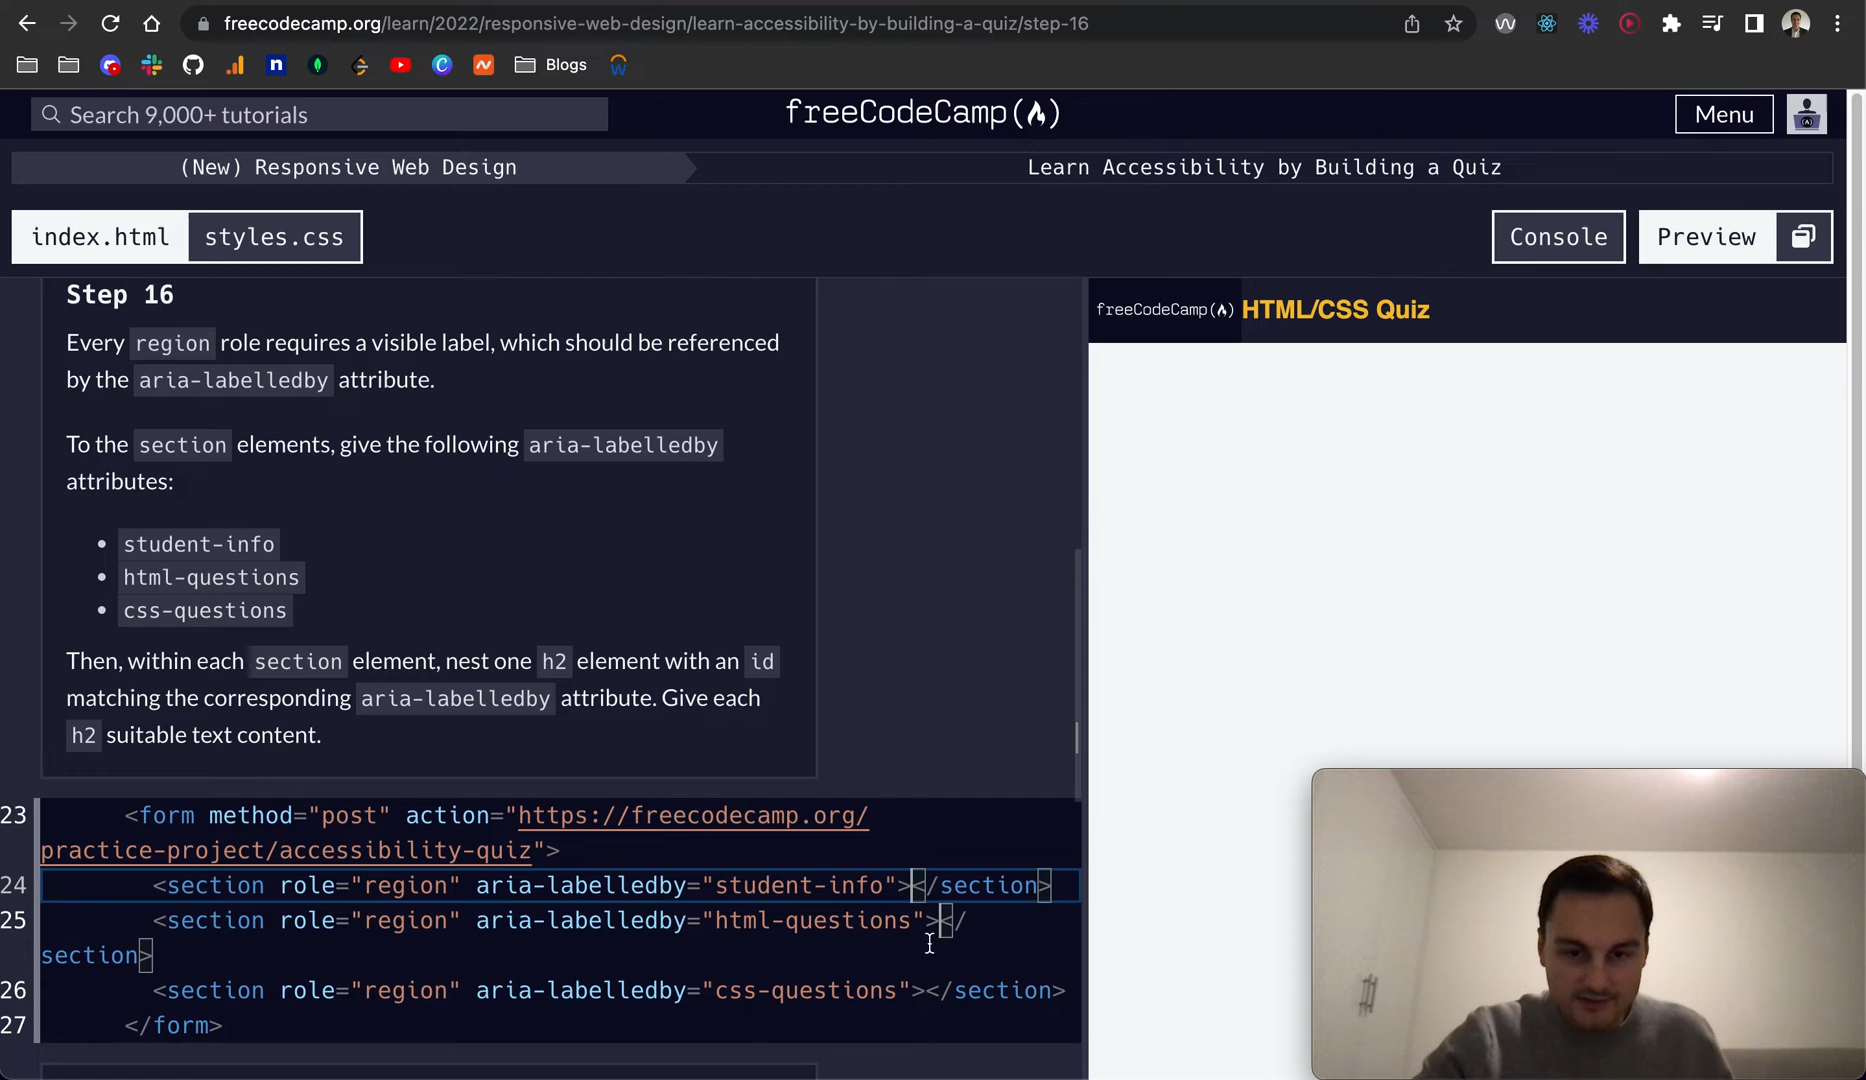 freecodecamp.org/learn/2022/responsive-web-design/learn-accessibility-by-building-a-quiz/step-16
Blogs
Search 9,000+ tutorials
freeCodeCamp(🔥)
Menu
(New) Responsive Web Design
Learn Accessibility by Building a Quiz
index.html
styles.css
Console
Preview
Step 16
Every region role requires a visible label, which should be referenced
by the aria-labelledby attribute.
To the section elements, give the following aria-labelledby
attributes:
• student-info
• html-questions
• css-questions
Then, within each section element, nest one h2 element with an id
matching the corresponding aria-labelledby attribute. Give each
h2 suitable text content.
freeCodeCamp(🔥) HTML/CSS Quiz
23 <form method="post" action="https://freecodecamp.org/
practice-project/accessibility-quiz">
24 <section role="region" aria-labelledby="student-info"></section>
25 <section role="region" aria-labelledby="html-questions"></
section>
26 <section role="region" aria-labelledby="css-questions"></section>
27 </form>